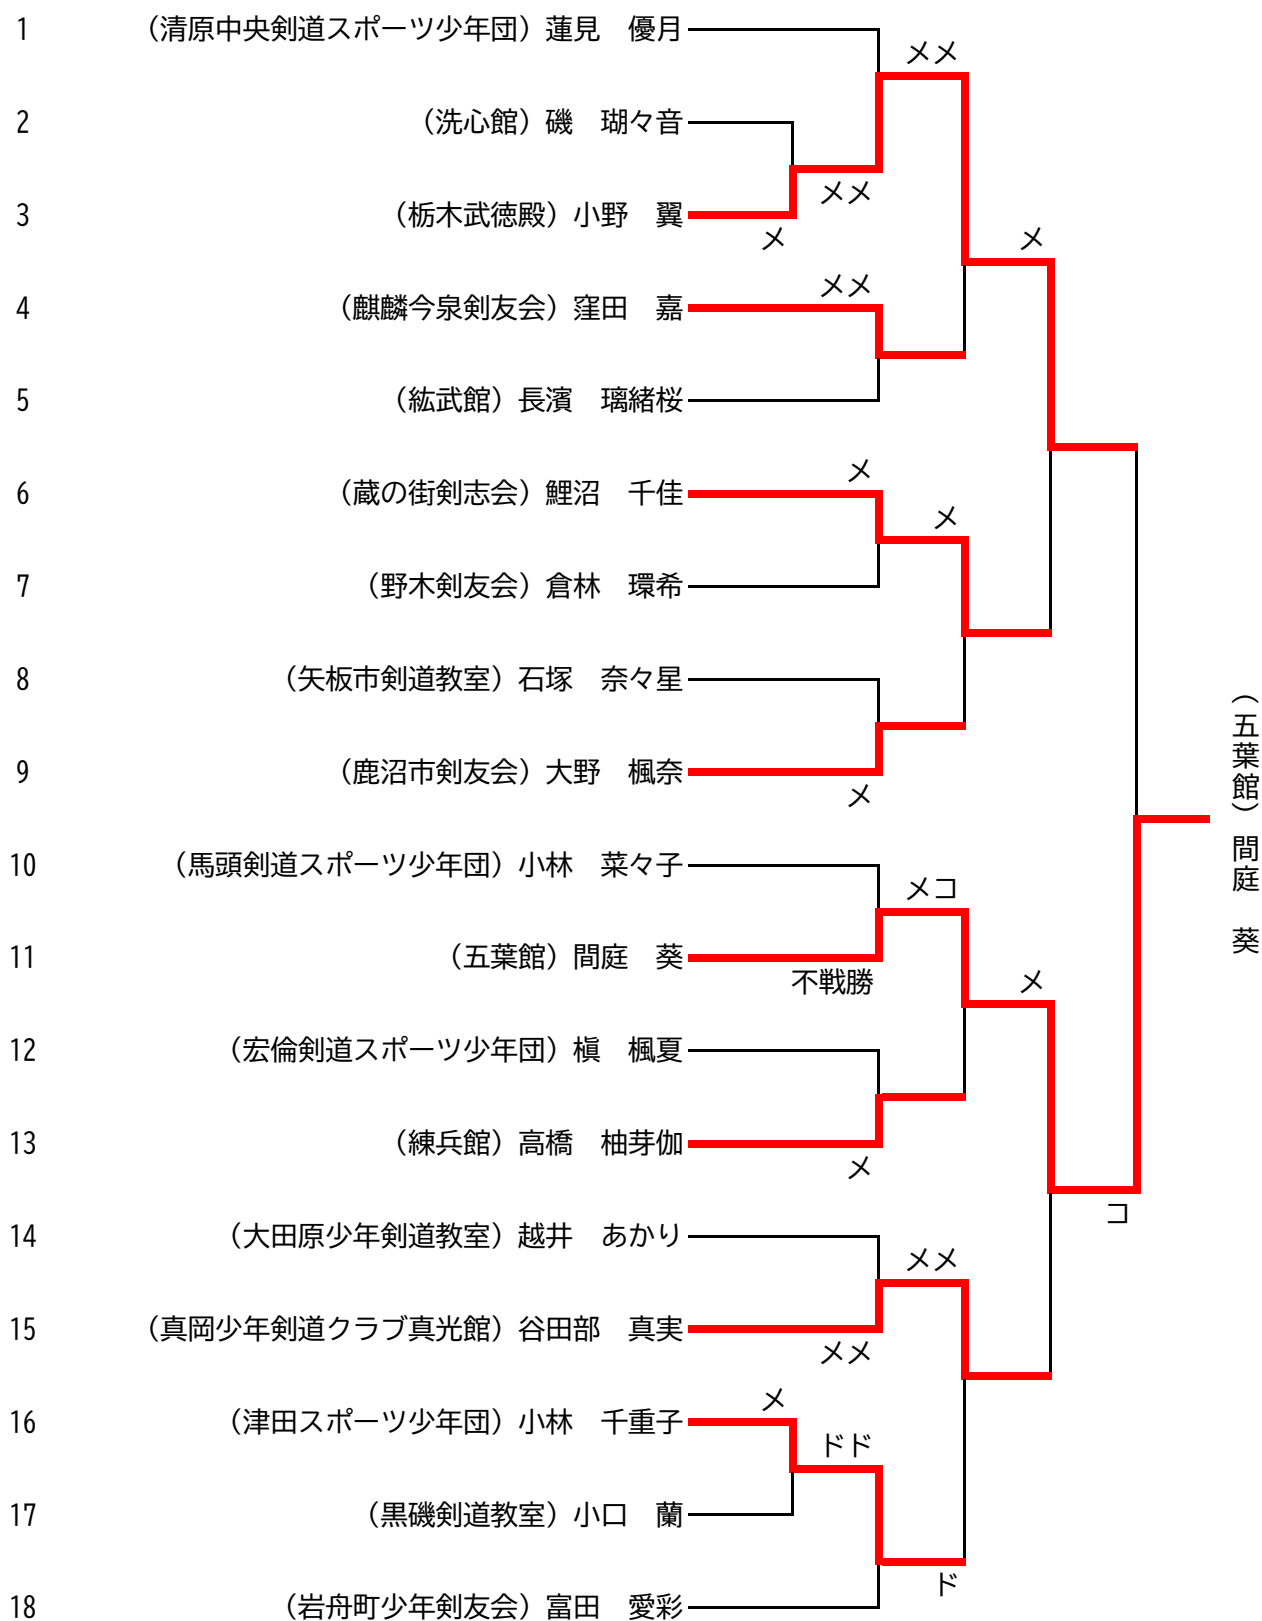 1 （清原中央剣道スポーツ少年団）蓮見　優月
メメ
2 （洗心館）磯　瑚々音
メメ
3 （栃木武徳殿）小野　翼
メ
メ
メメ
4 （麒麟今泉剣友会）窪田　嘉
5 （紘武館）長濱　璃緒桜
メ
6 （蔵の街剣志会）鯉沼　千佳
メ
7 （野木剣友会）倉林　環希
8 （矢板市剣道教室）石塚　奈々星
9 （鹿沼市剣友会）大野　楓奈
メ
（五葉館）間庭　葵
10 （馬頭剣道スポーツ少年団）小林　菜々子
メコ
11 （五葉館）間庭　葵
不戦勝
メ
12 （宏倫剣道スポーツ少年団）槇　楓夏
13 （練兵館）高橋　柚芽伽
メ
コ
14 （大田原少年剣道教室）越井　あかり
メメ
15 （真岡少年剣道クラブ真光館）谷田部　真実
メメ
メ
16 （津田スポーツ少年団）小林　千重子
ドド
17 （黒磯剣道教室）小口　蘭
ド
18 （岩舟町少年剣友会）富田　愛彩